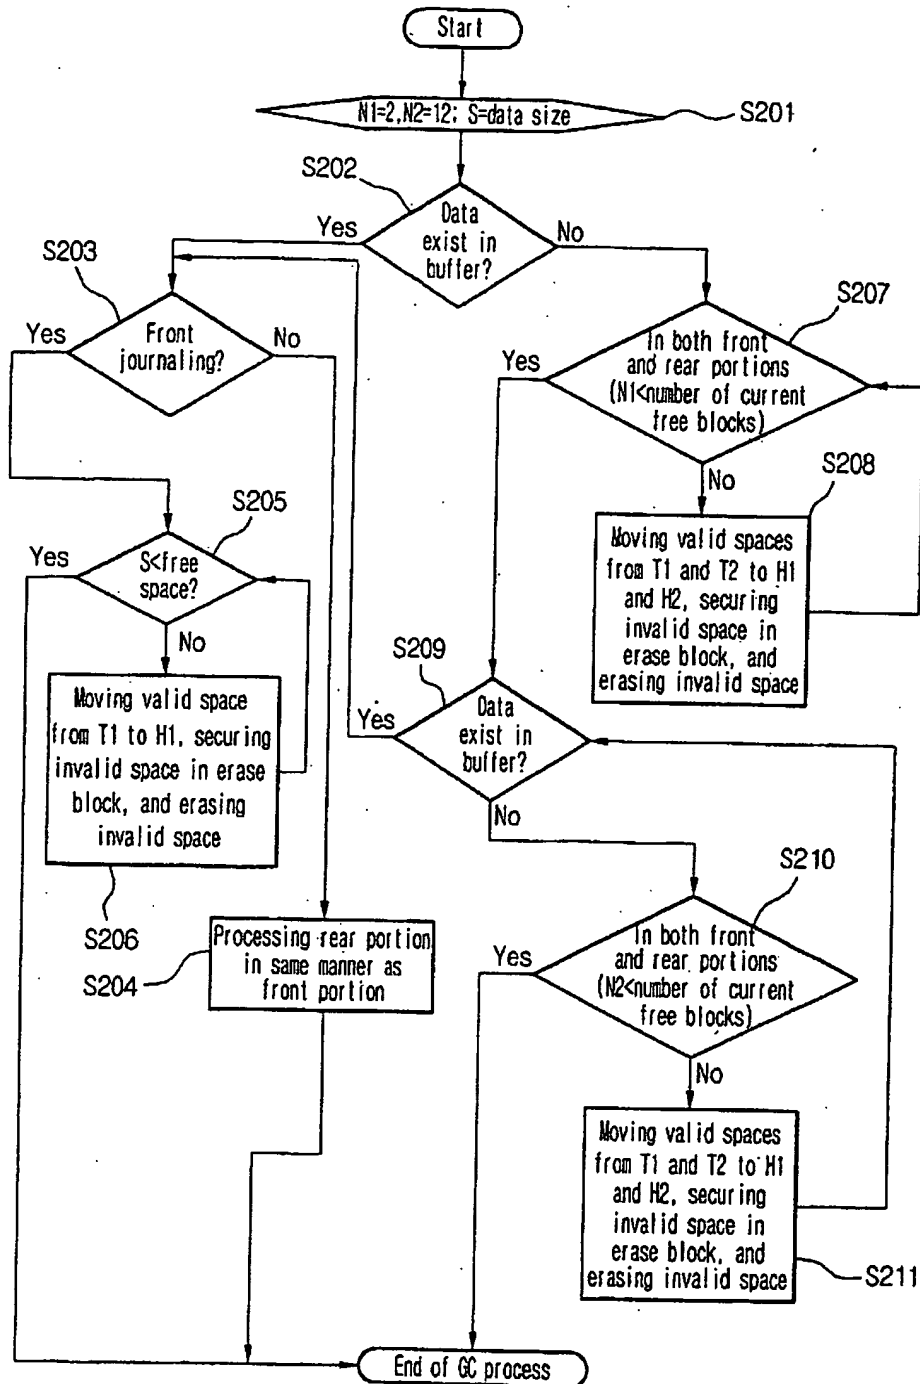 Start
N1=2,N2=12; S=data size
S201
S202
Data
exist in
buffer?
Yes
No
S203
Front
journaling?
Yes
No
S207
In both front
and rear portions
(N1<number of current
free blocks)
Yes
No
S208
Moving valid spaces
from T1 and T2 to H1
and H2, securing
invalid space in
erase block, and
erasing invalid space
S205
S<free
space?
Yes
No
Moving valid space
from T1 to H1, securing
invalid space in erase
block, and erasing
invalid space
S206
S209
Data
exist in
buffer?
Yes
No
Processing rear portion
in same manner as
front portion
S204
S210
In both front
and rear portions
(N2<number of current
free blocks)
Yes
No
Moving valid spaces
from T1 and T2 to H1
and H2, securing
invalid space in
erase block, and
erasing invalid space
S211
End of GC process